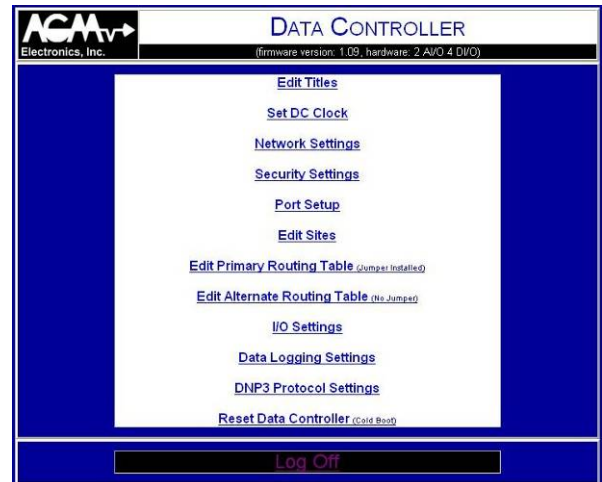 ACMv
Electronics, Inc.
DATA CONTROLLER
(firmware version: 1.09, hardware: 2 AI/O 4 DI/O)
Edit Titles
Set DC Clock
Network Settings
Security Settings
Port Setup
Edit Sites
Edit Primary Routing Table (Jumper Installed)
Edit Alternate Routing Table (No Jumper)
I/O Settings
Data Logging Settings
DNP3 Protocol Settings
Reset Data Controller (Cold Boot)
Log Off